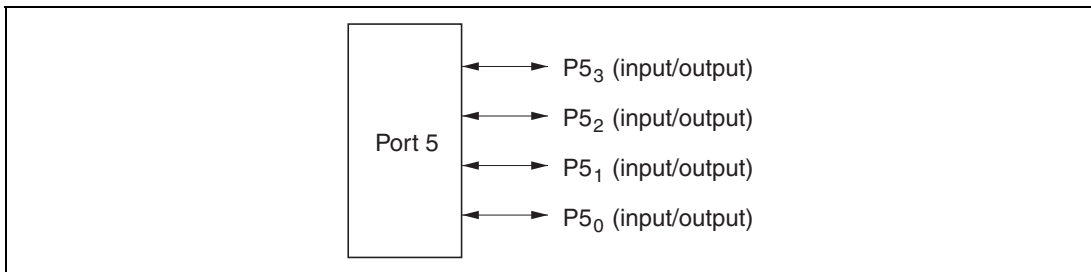 P5₃ (input/output)
P5₂ (input/output)
Port 5
P5₁ (input/output)
P5₀ (input/output)